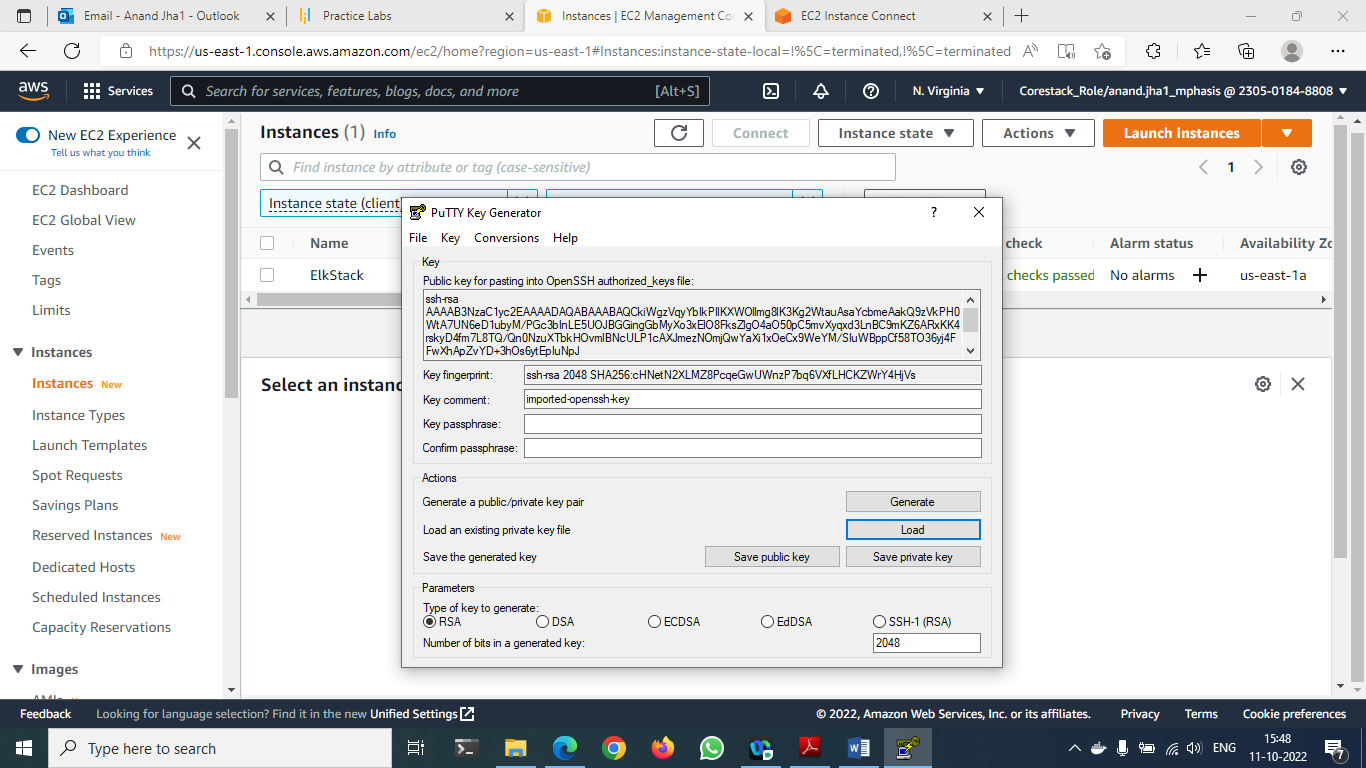 Email - Anand Jha1 - Outlook
Practice Labs
Instances | EC2 Management Co
EC2 Instance Connect
https://us-east-1.console.aws.amazon.com/ec2/home?region=us-east-1#Instances:instance-state-local=!%5C=terminated,!%5C=terminated
aws
Services
Search for services, features, blogs, docs, and more
[Alt+S]
N. Virginia
Corestack_Role/anand.jha1_mphasis @ 2305-0184-8808
New EC2 Experience
Tell us what you think
EC2 Dashboard
EC2 Global View
Events
Tags
Limits
Instances
Instances New
Instance Types
Launch Templates
Spot Requests
Savings Plans
Reserved Instances New
Dedicated Hosts
Scheduled Instances
Capacity Reservations
Images
Instances (1) Info
Connect
Instance state
Actions
Launch instances
Find instance by attribute or tag (case-sensitive)
1
Instance state (client
Name
check
Alarm status
Availability Zo
ElkStack
checks passed
No alarms
us-east-1a
Select an instanc
PuTTY Key Generator
?
File Key Conversions Help
Key
Public key for pasting into OpenSSH authorized_keys file:
ssh-rsa
Key fingerprint:
ssh-rsa 2048 SHA256:cHNetN2XLMZ8PcqeGwUWnzP7bq6VXfLHCKZWrY4HjVs
Key comment:
imported-openssh-key
Key passphrase:
Confirm passphrase:
Actions
Generate a public/private key pair
Generate
Load an existing private key file
Load
Save the generated key
Save public key
Save private key
Parameters
Type of key to generate:
RSA
DSA
ECDSA
EdDSA
SSH-1 (RSA)
Number of bits in a generated key:
2048
Feedback
Looking for language selection? Find it in the new Unified Settings
© 2022, Amazon Web Services, Inc. or its affiliates.
Privacy
Terms
Cookie preferences
Type here to search
ENG
15:48
11-10-2022
7